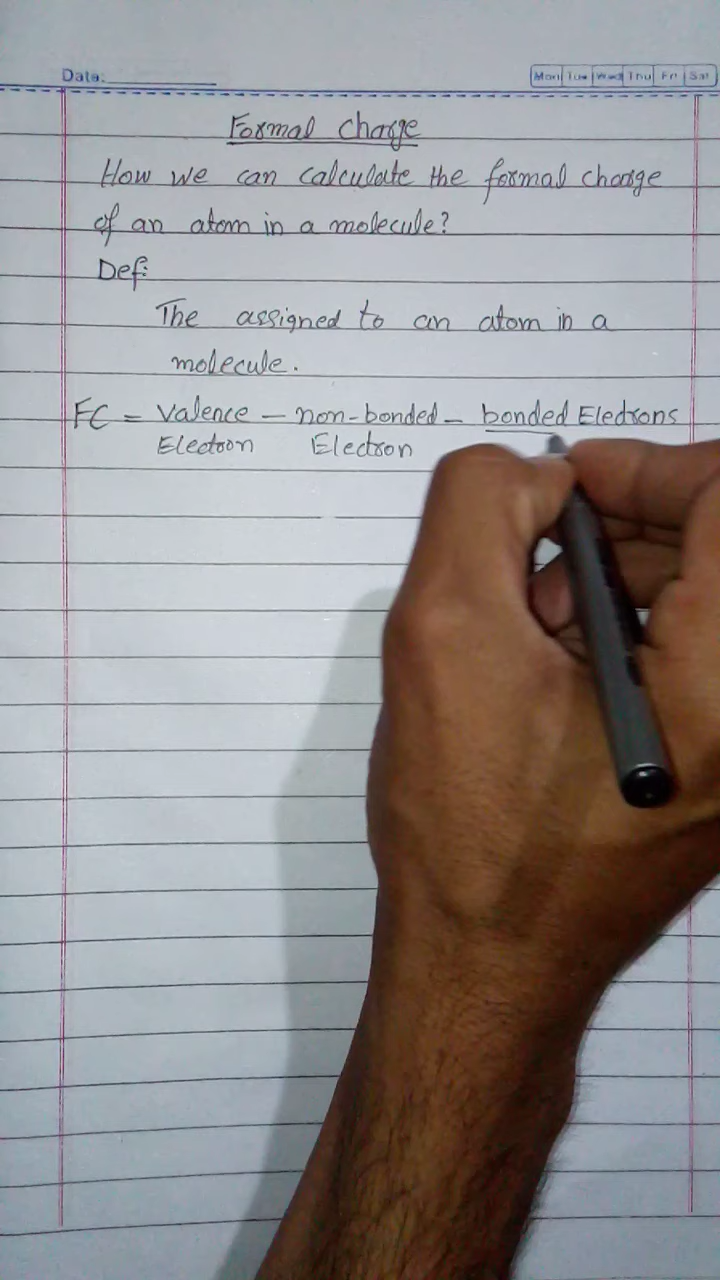 Date:
Mon Tue Wed Thu Fri Sat
Formal charge
How we can calculate the formal charge
of an atom in a molecule?
Def:
The assigned to an atom in a
molecule.
FC = Valence - non-bonded - bonded Electrons
Electron Electron